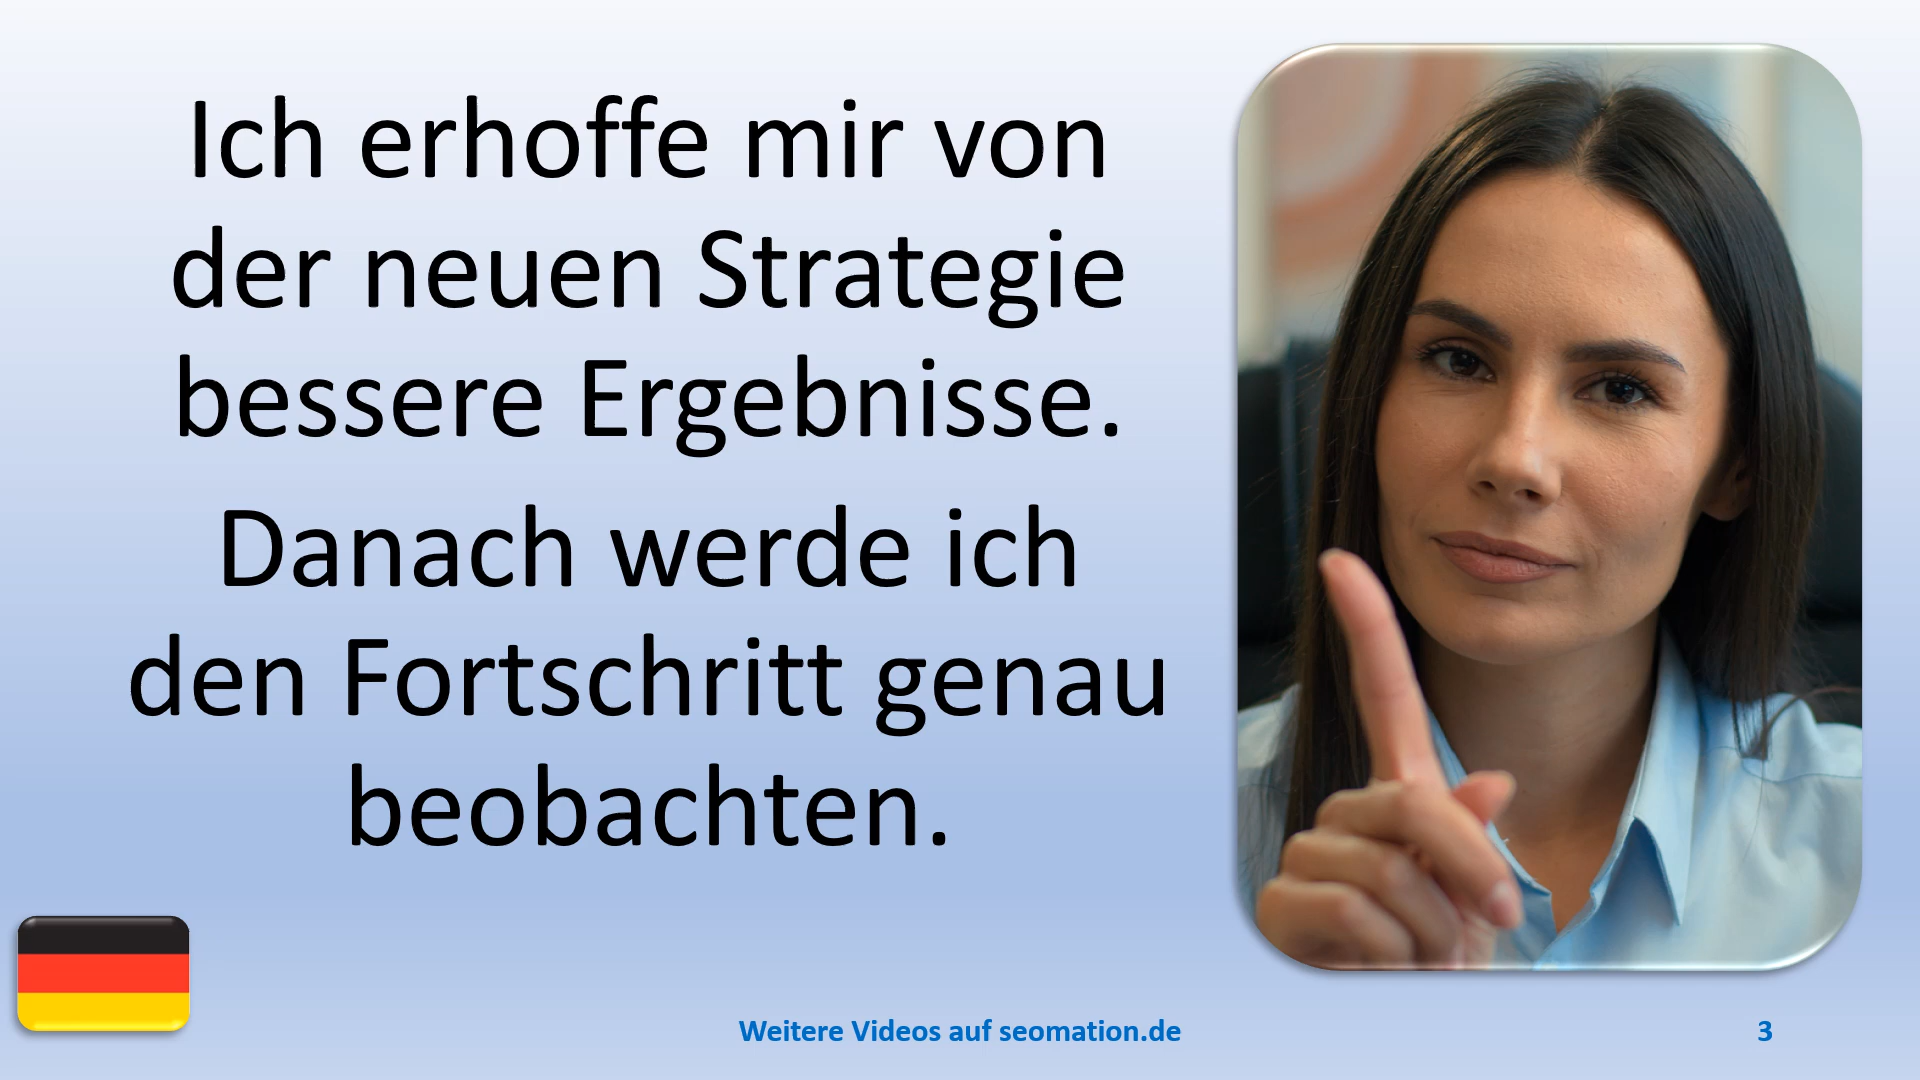 Ich erhoffe mir von
der neuen Strategie
bessere Ergebnisse.
Danach werde ich
den Fortschritt genau
beobachten.
Weitere Videos auf seomation.de
3